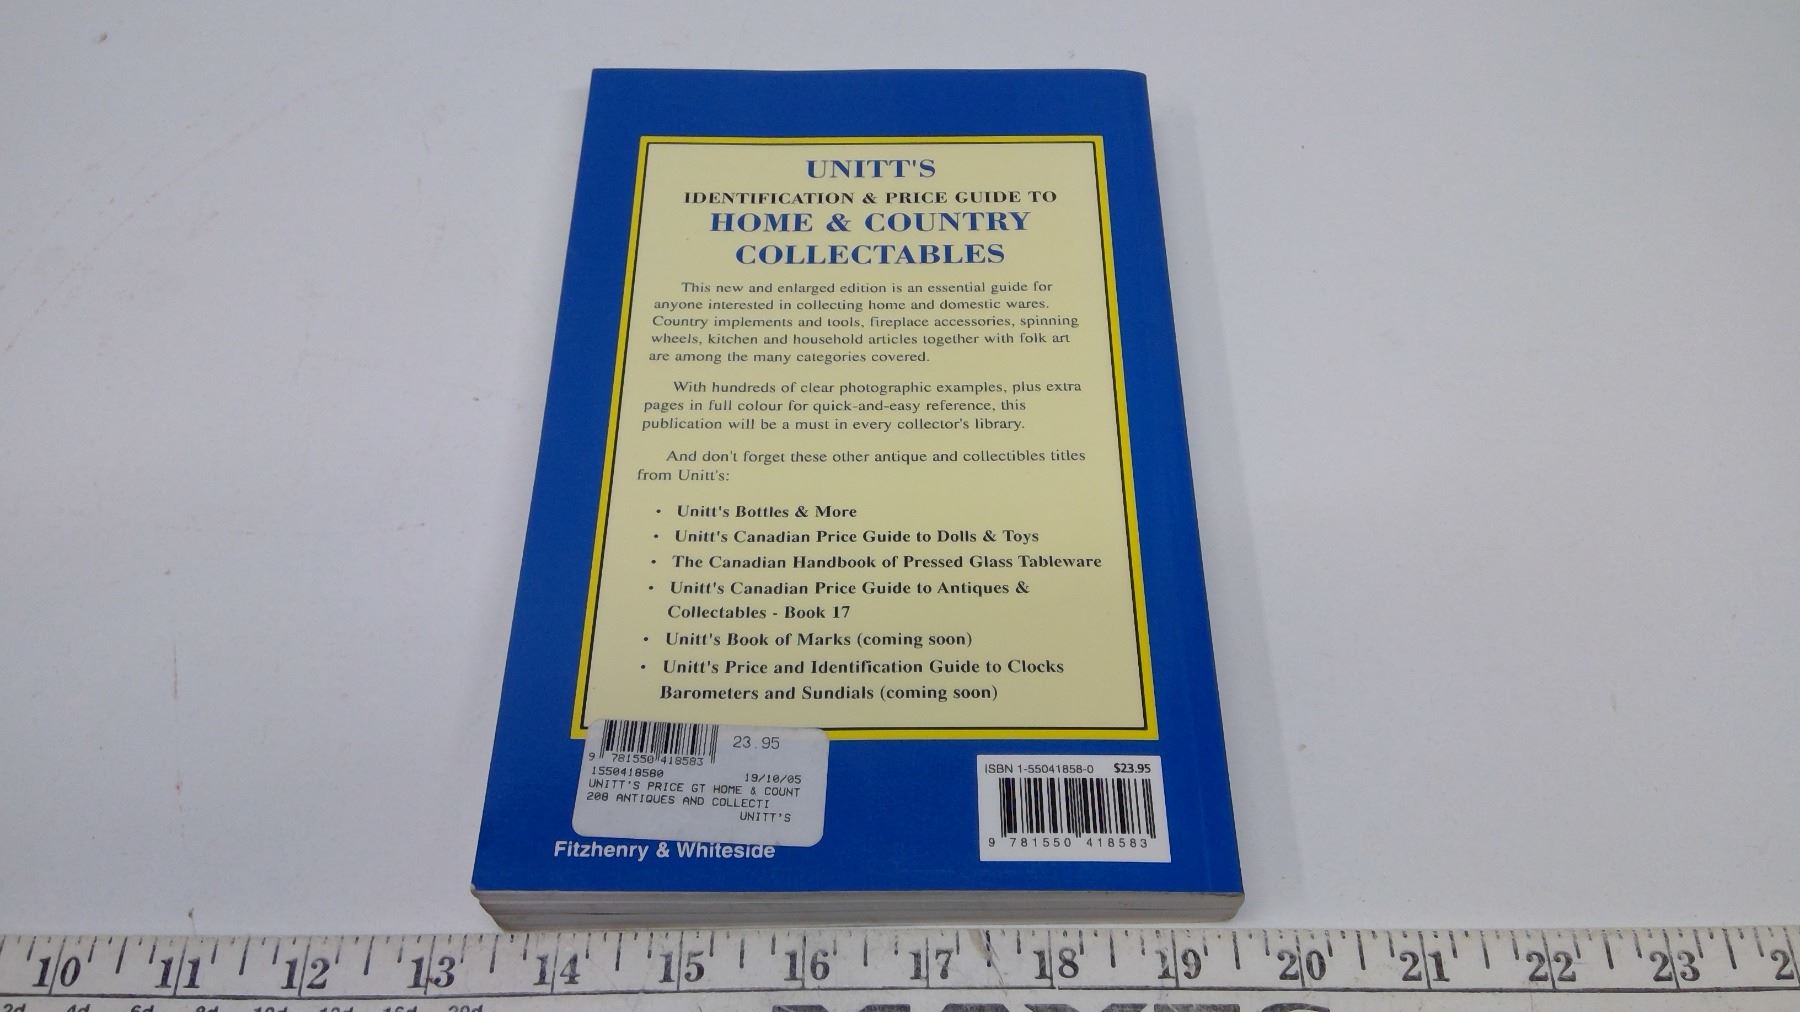 UNITT'S
IDENTIFICATION & PRICE GUIDE TO
HOME & COUNTRY
COLLECTABLES
This new and enlarged edition is an essential guide for
anyone interested in collecting home and domestic wares.
Country implements and tools, fireplace accessories, spinning
wheels, kitchen and household articles together with folk art
are among the many categories covered.
With hundreds of clear photographic examples, plus extra
pages in full colour for quick-and-easy reference, this
publication will be a must in every collector's library.
And don't forget these other antique and collectibles titles
from Unitt's:
• Unitt's Bottles & More
• Unitt's Canadian Price Guide to Dolls & Toys
• The Canadian Handbook of Pressed Glass Tableware
• Unitt's Canadian Price Guide to Antiques &
Collectables - Book 17
• Unitt's Book of Marks (coming soon)
• Unitt's Price and Identification Guide to Clocks
Barometers and Sundials (coming soon)
23.95
9 781550 418583
1550418580 19/10/05
UNITT'S PRICE GT HOME & COUNT
208 ANTIQUES AND COLLECTI
UNITT'S
Fitzhenry & Whiteside
ISBN 1-55041858-0 $23.95
9 781550 418583
10 11 12 13 14 15 16 17 18 19 20 21 22 23
2d 4d 6d 8d 10d 12d 16d 20d